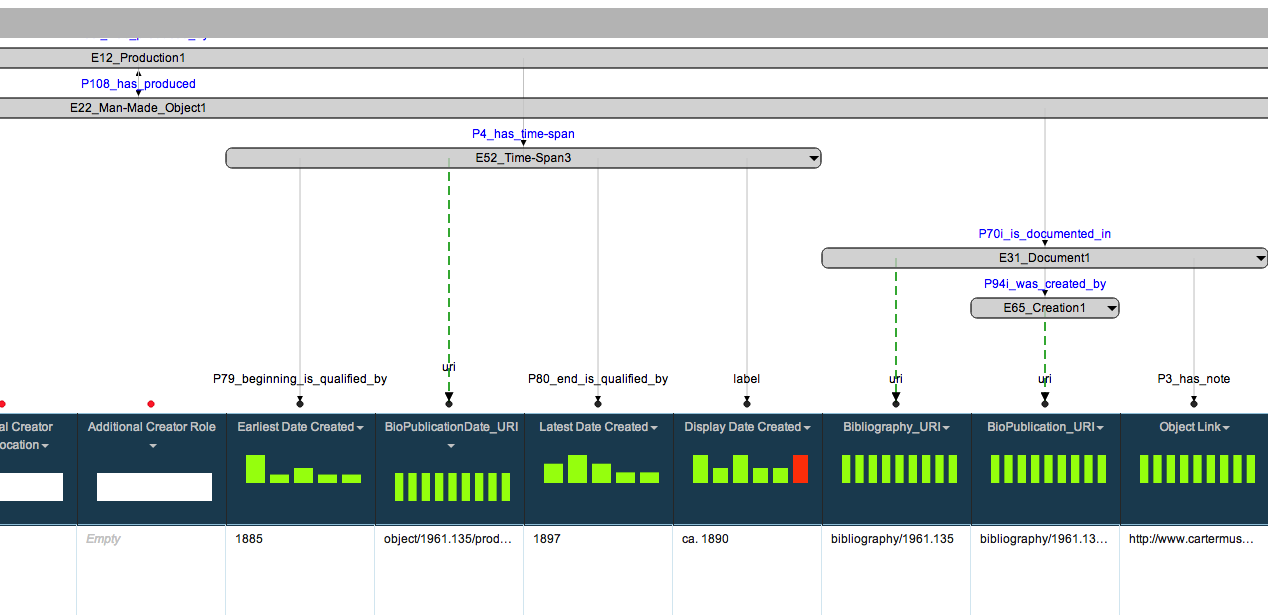 E12_Production1
P108_has_produced
E22_Man-Made_Object1
P4_has_time-span
E52_Time-Span3
P70i_is_documented_in
E31_Document1
P94i_was_created_by
E65_Creation1
uri
P79_beginning_is_qualified_by
P80_end_is_qualified_by
label
uri
uri
P3_has_note
al Creator
ocation
Additional Creator Role
Earliest Date Created
BioPublicationDate_URI
Latest Date Created
Display Date Created
Bibliography_URI
BioPublication_URI
Object Link
Empty
1885
object/1961.135/prod...
1897
ca. 1890
bibliography/1961.135
bibliography/1961.13...
http://www.cartermus...